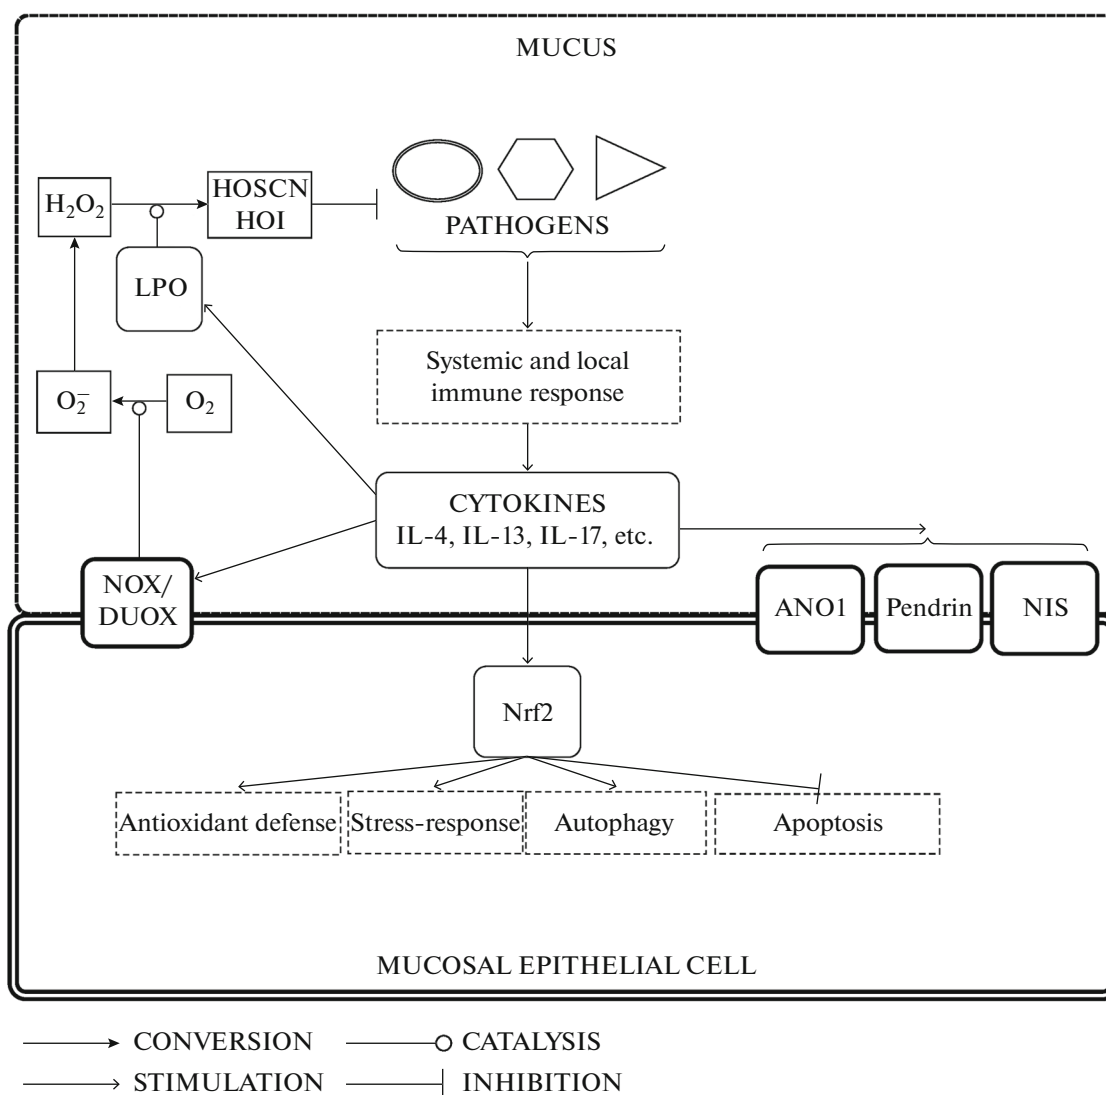 MUCUS
H₂O₂
HOSCN
HOI
PATHOGENS
LPO
Systemic and local
immune response
O₂⁻
O₂
CYTOKINES
IL-4, IL-13, IL-17, etc.
NOX/
DUOX
ANO1
Pendrin
NIS
Nrf2
Antioxidant defense
Stress-response
Autophagy
Apoptosis
MUCOSAL EPITHELIAL CELL
CONVERSION
CATALYSIS
STIMULATION
INHIBITION